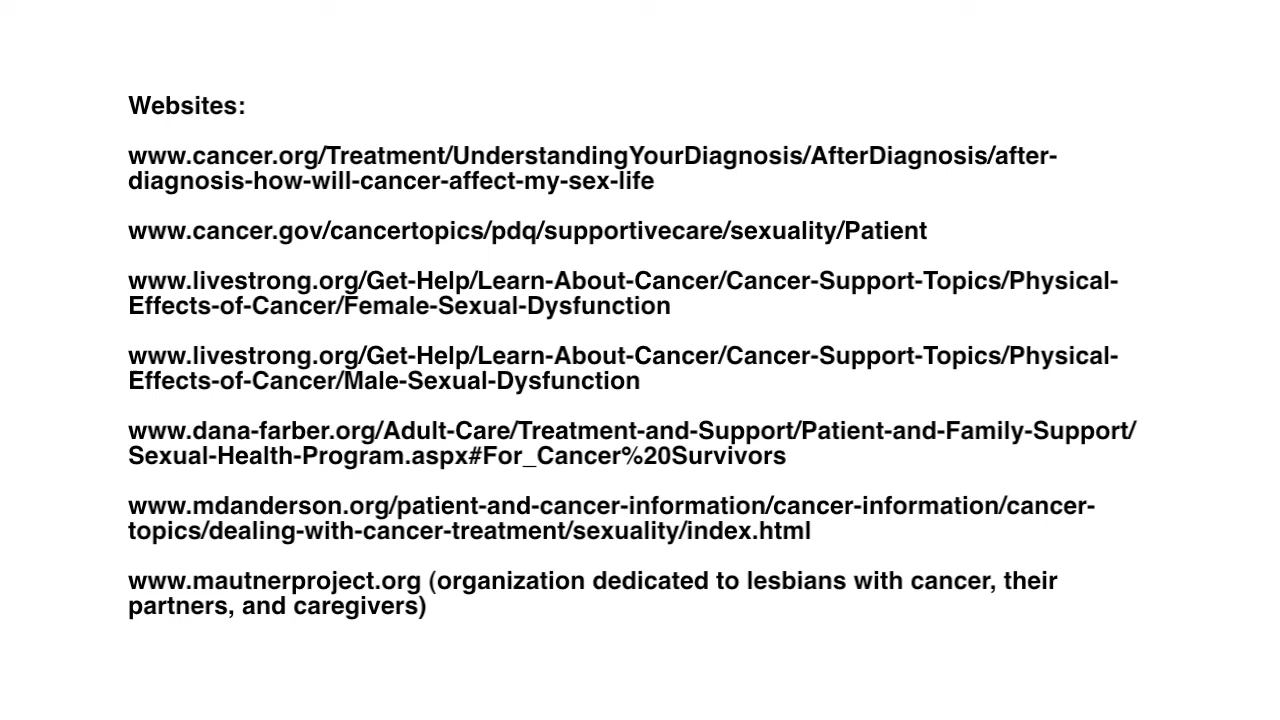 Websites:
www.cancer.org/Treatment/UnderstandingYourDiagnosis/AfterDiagnosis/after-
diagnosis-how-will-cancer-affect-my-sex-life
www.cancer.gov/cancertopics/pdq/supportivecare/sexuality/Patient
www.livestrong.org/Get-Help/Learn-About-Cancer/Cancer-Support-Topics/Physical-
Effects-of-Cancer/Female-Sexual-Dysfunction
www.livestrong.org/Get-Help/Learn-About-Cancer/Cancer-Support-Topics/Physical-
Effects-of-Cancer/Male-Sexual-Dysfunction
www.dana-farber.org/Adult-Care/Treatment-and-Support/Patient-and-Family-Support/
Sexual-Health-Program.aspx#For_Cancer%20Survivors
www.mdanderson.org/patient-and-cancer-information/cancer-information/cancer-
topics/dealing-with-cancer-treatment/sexuality/index.html
www.mautnerproject.org (organization dedicated to lesbians with cancer, their
partners, and caregivers)